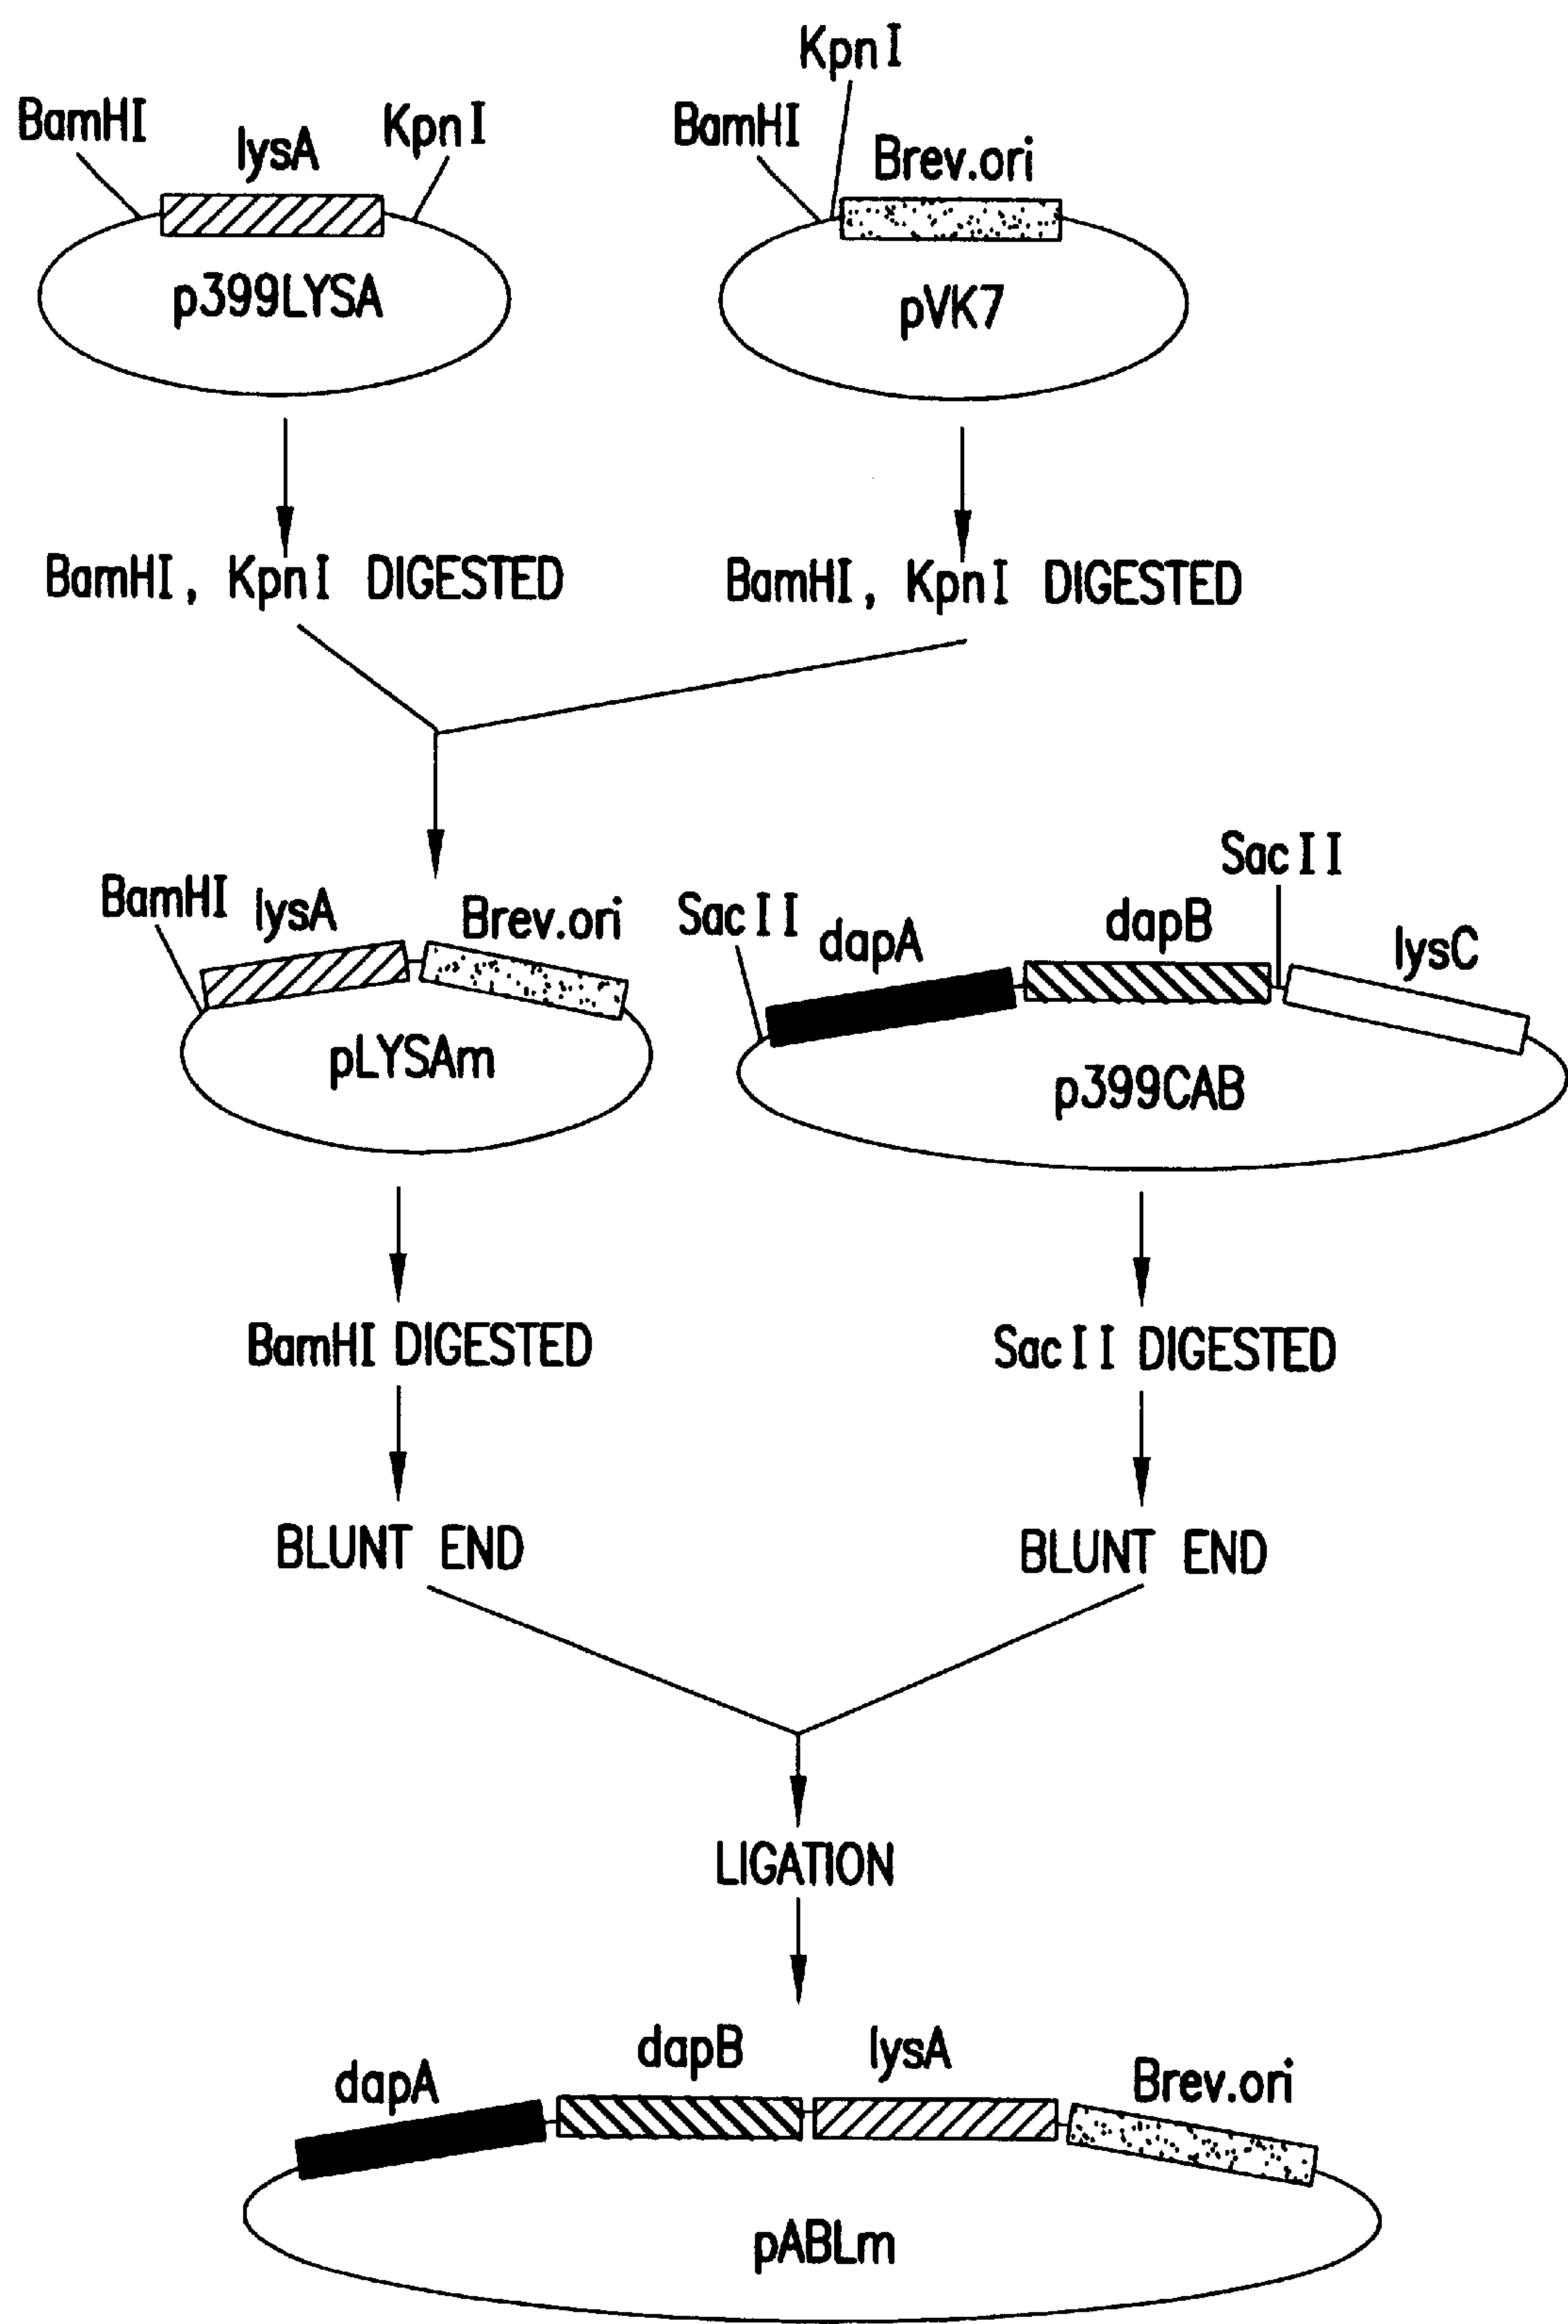 BamHI
lysA
KpnI
p399LYSA
KpnI
BamHI
Brev.ori
pVK7
BamHI, KpnI DIGESTED
BamHI, KpnI DIGESTED
BamHI
lysA
Brev.ori
pLYSAm
SacII
dapA
dapB
SacII
lysC
p399CAB
BamHI DIGESTED
SacII DIGESTED
BLUNT END
BLUNT END
LIGATION
dapA
dapB
lysA
Brev.ori
pABLm